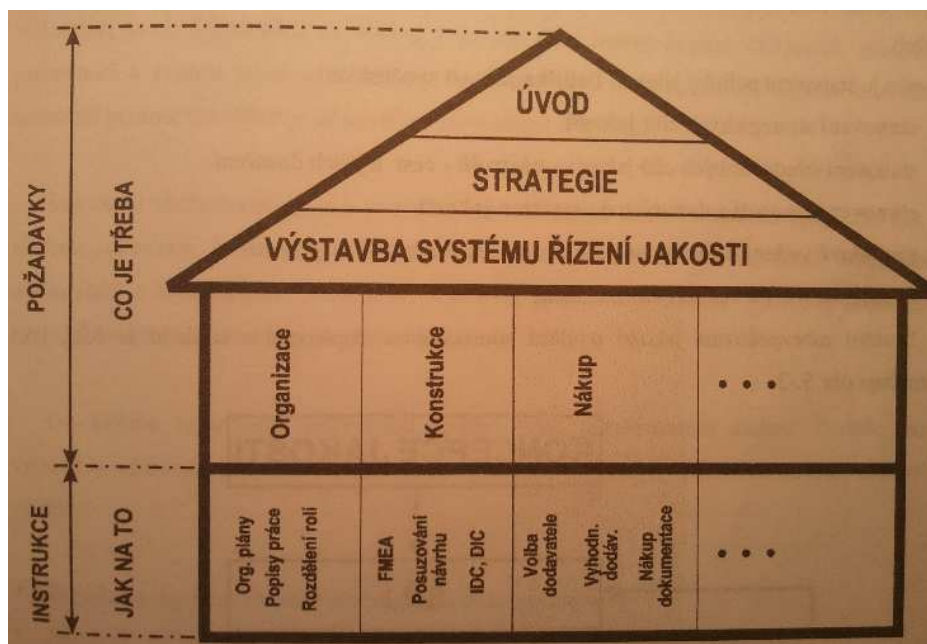 POŽADAVKY
CO JE TŘEBA
ÚVOD
STRATEGIE
VÝSTAVBA SYSTÉMU ŘÍZENÍ JAKOSTI
Organizace
Konstrukce
Nákup
• • •
INSTRUKCE
JAK NA TO
Org. plány
Popisy práce
Rozdělení rolí
FMEA
Posuzování
návrhu
IDC, DIC
Volba
dodavatele
Vyhodn.
dodáv.
Nákup
dokumentace
• • •